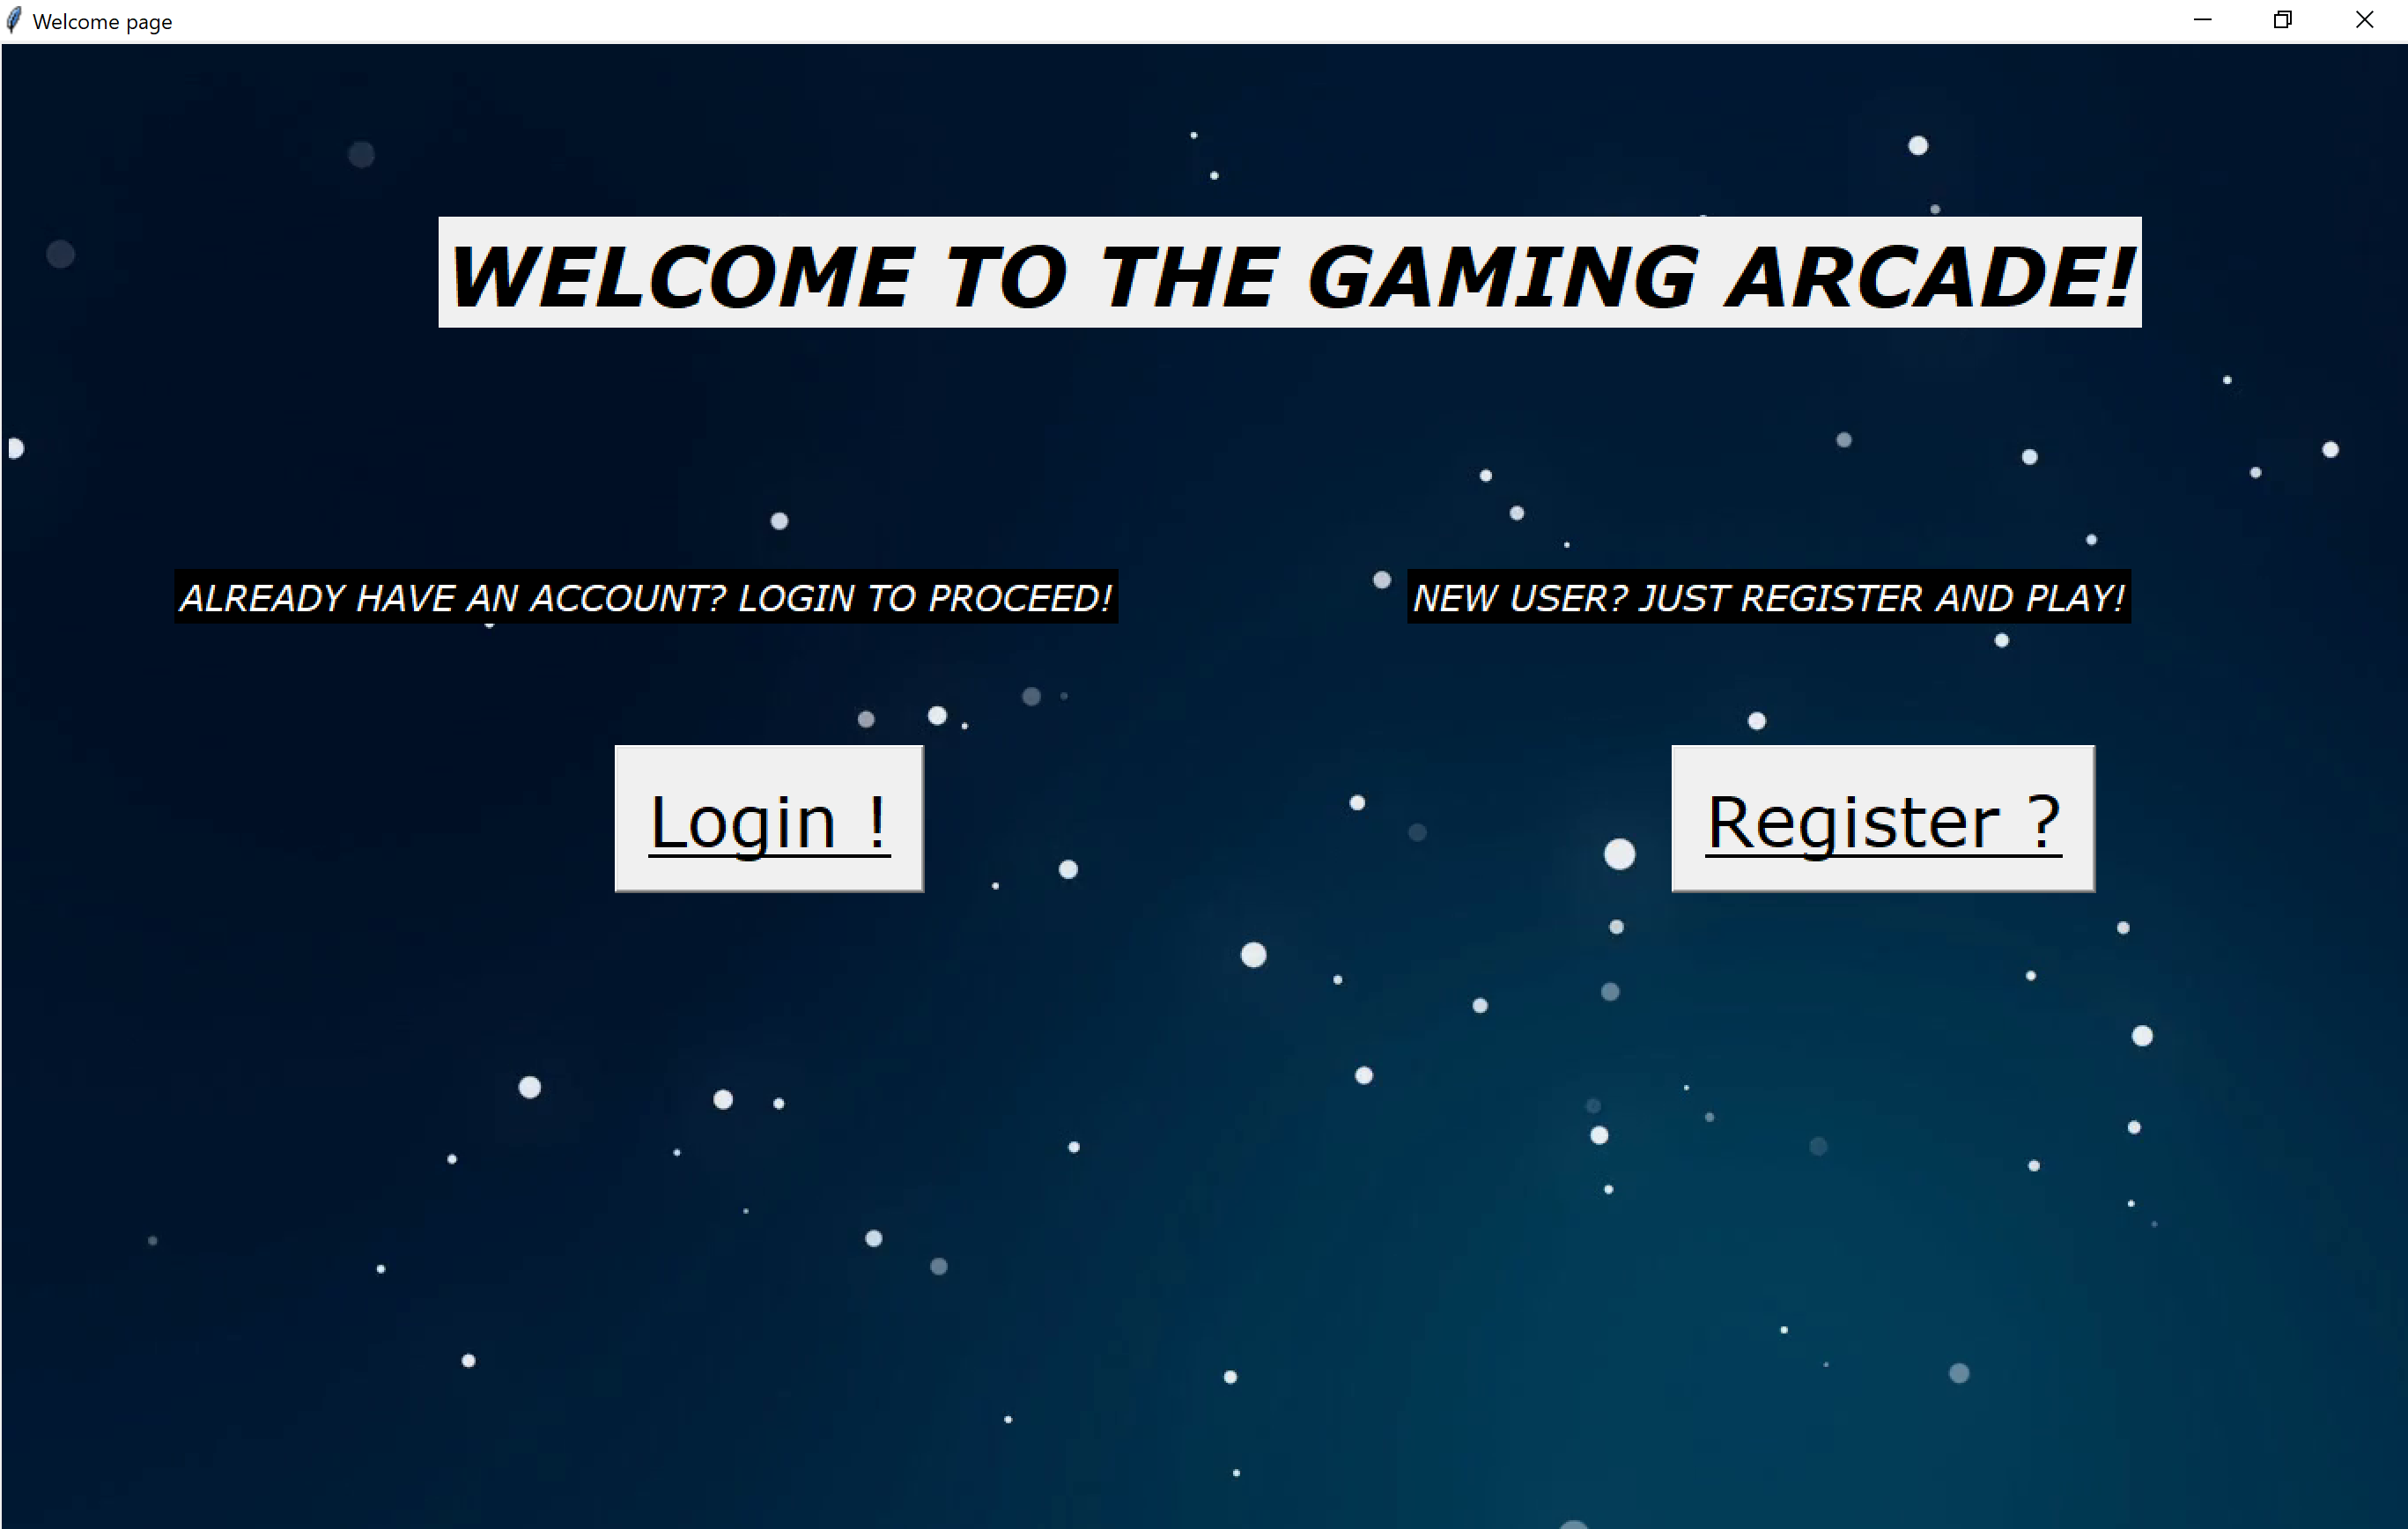 Welcome page
WELCOME TO THE GAMING ARCADE!
ALREADY HAVE AN ACCOUNT? LOGIN TO PROCEED!
NEW USER? JUST REGISTER AND PLAY!
Login !
Register ?